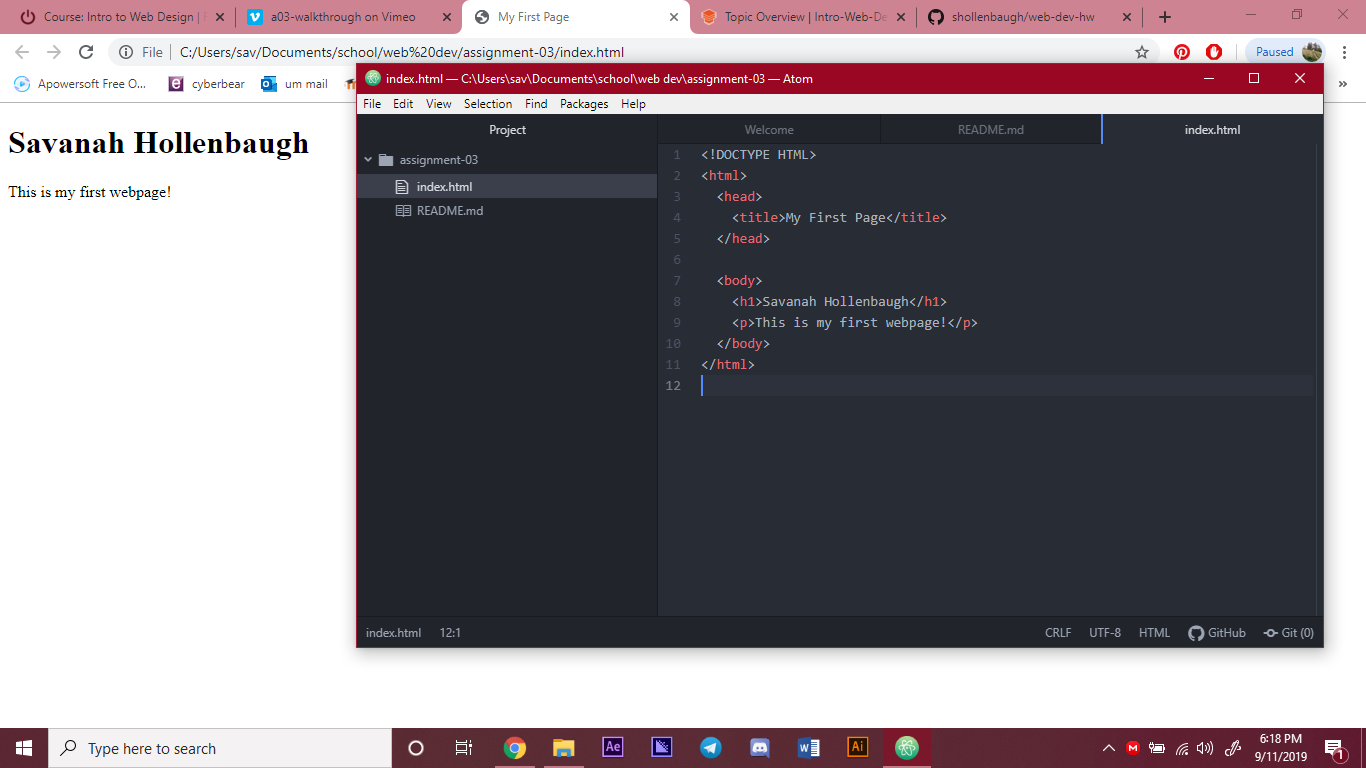 Course: Intro to Web Design |
a03-walkthrough on Vimeo
My First Page
Topic Overview | Intro-Web-De
shollenbaugh/web-dev-hw
File | C:/Users/sav/Documents/school/web%20dev/assignment-03/index.html
Paused
Apowersoft Free O...
cyberbear
um mail
Savanah Hollenbaugh
This is my first webpage!
index.html — C:\Users\sav\Documents\school\web dev\assignment-03 — Atom
File Edit View Selection Find Packages Help
Project
Welcome
README.md
index.html
assignment-03
index.html
README.md
1 <!DOCTYPE HTML>
2 <html>
3 <head>
4 <title>My First Page</title>
5 </head>
6
7 <body>
8 <h1>Savanah Hollenbaugh</h1>
9 <p>This is my first webpage!</p>
10 </body>
11 </html>
12
index.html 12:1 CRLF UTF-8 HTML GitHub Git (0)
Type here to search
Ae
Ai
6:18 PM
9/11/2019
1